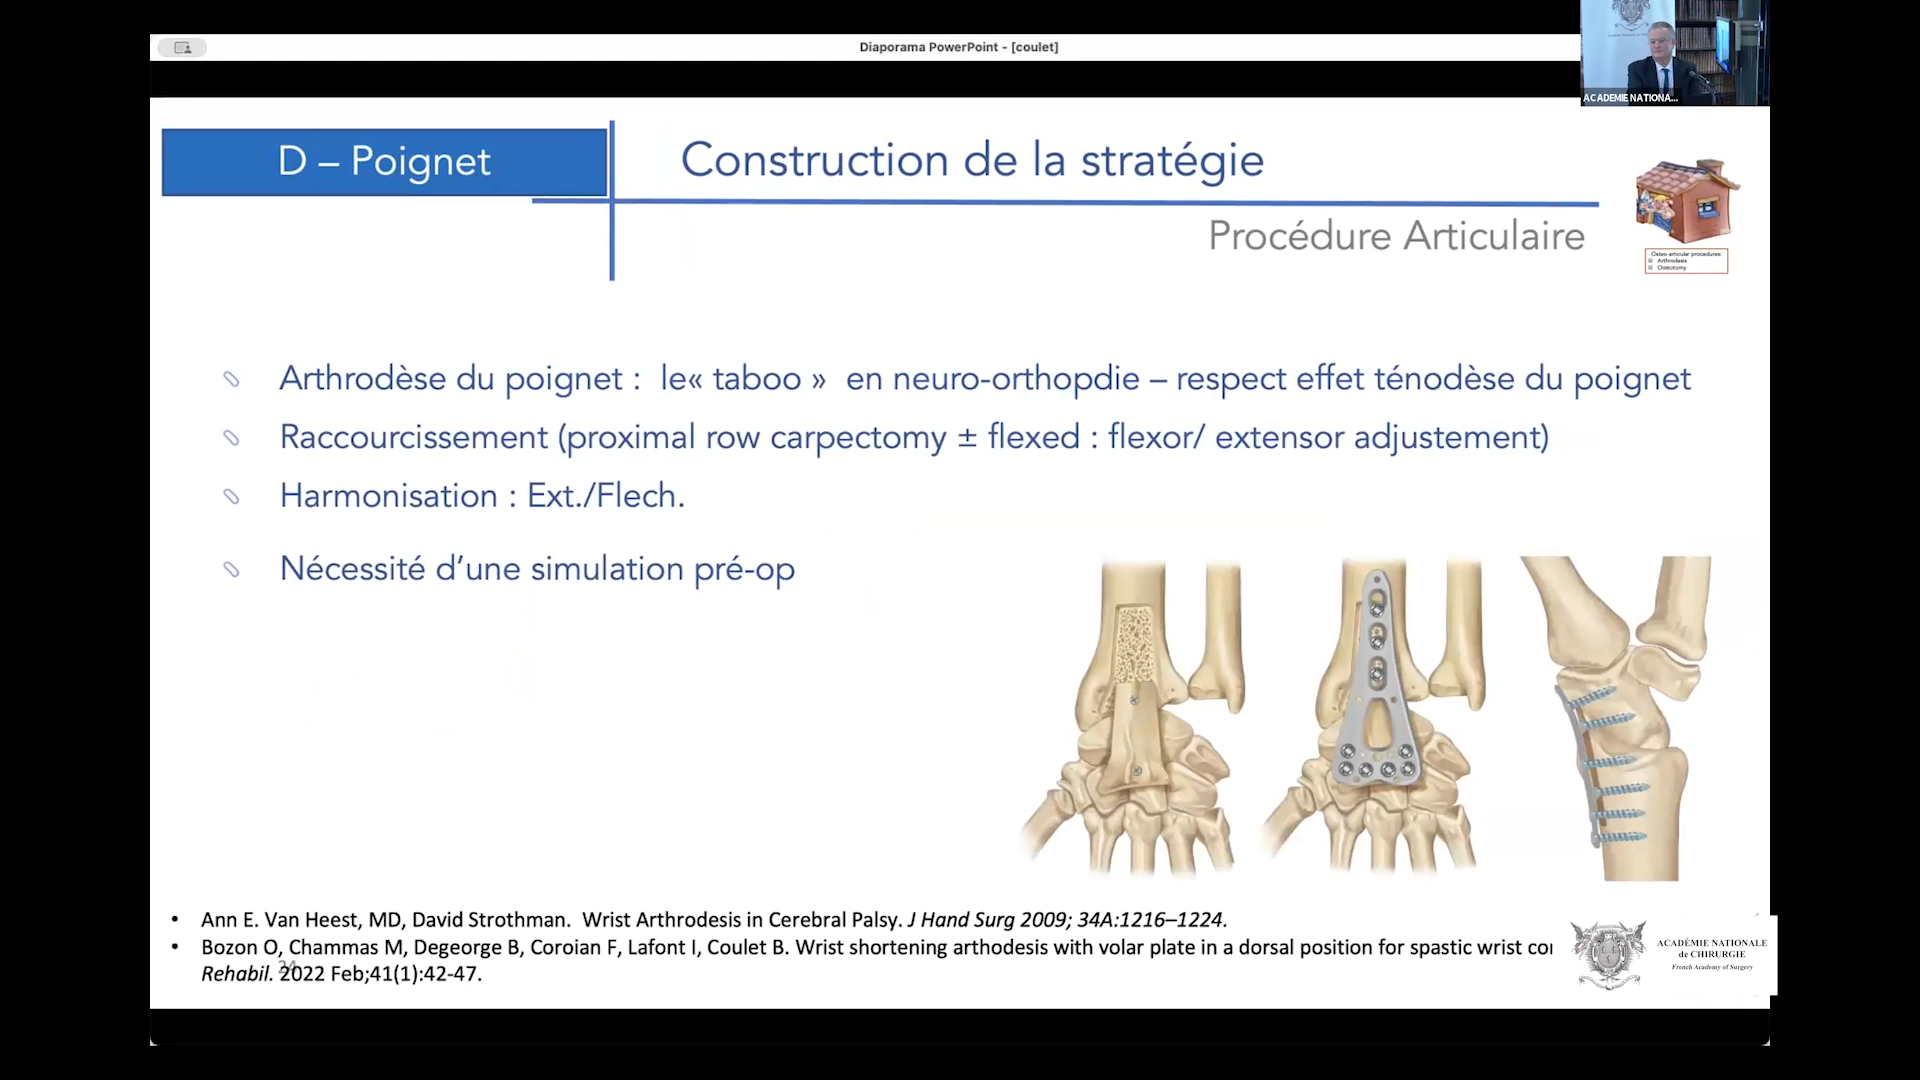 Diaporama PowerPoint - [coulet]
ACADEMIE NATIONA...
D – Poignet
Construction de la stratégie
Procédure Articulaire
Osteo-articular procedures:
Arthrodesis
Osteotomy
Arthrodèse du poignet : le« taboo » en neuro-orthopdie – respect effet ténodèse du poignet
Raccourcissement (proximal row carpectomy ± flexed : flexor/ extensor adjustement)
Harmonisation : Ext./Flech.
Nécessité d’une simulation pré-op
• Ann E. Van Heest, MD, David Strothman. Wrist Arthrodesis in Cerebral Palsy. J Hand Surg 2009; 34A:1216–1224.
• Bozon O, Chammas M, Degeorge B, Coroian F, Lafont I, Coulet B. Wrist shortening arthodesis with volar plate in a dorsal position for spastic wrist cor
Rehabil. 2022 Feb;41(1):42-47.
ACADÉMIE NATIONALE
de CHIRURGIE
French Academy of Surgery